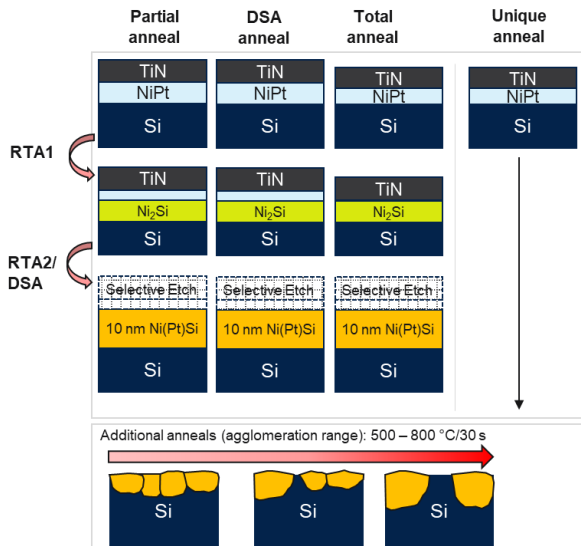 Partial anneal
DSA anneal
Total anneal
Unique anneal
TiN
TiN
TiN
TiN
NiPt
NiPt
NiPt
NiPt
Si
Si
Si
Si
RTA1
TiN
TiN
TiN
Ni₂Si
Ni₂Si
Ni₂Si
Si
Si
Si
RTA2/
DSA
Selective Etch
Selective Etch
Selective Etch
10 nm Ni(Pt)Si
10 nm Ni(Pt)Si
10 nm Ni(Pt)Si
Si
Si
Si
Additional anneals (agglomeration range): 500 – 800 °C/30 s
Si
Si
Si